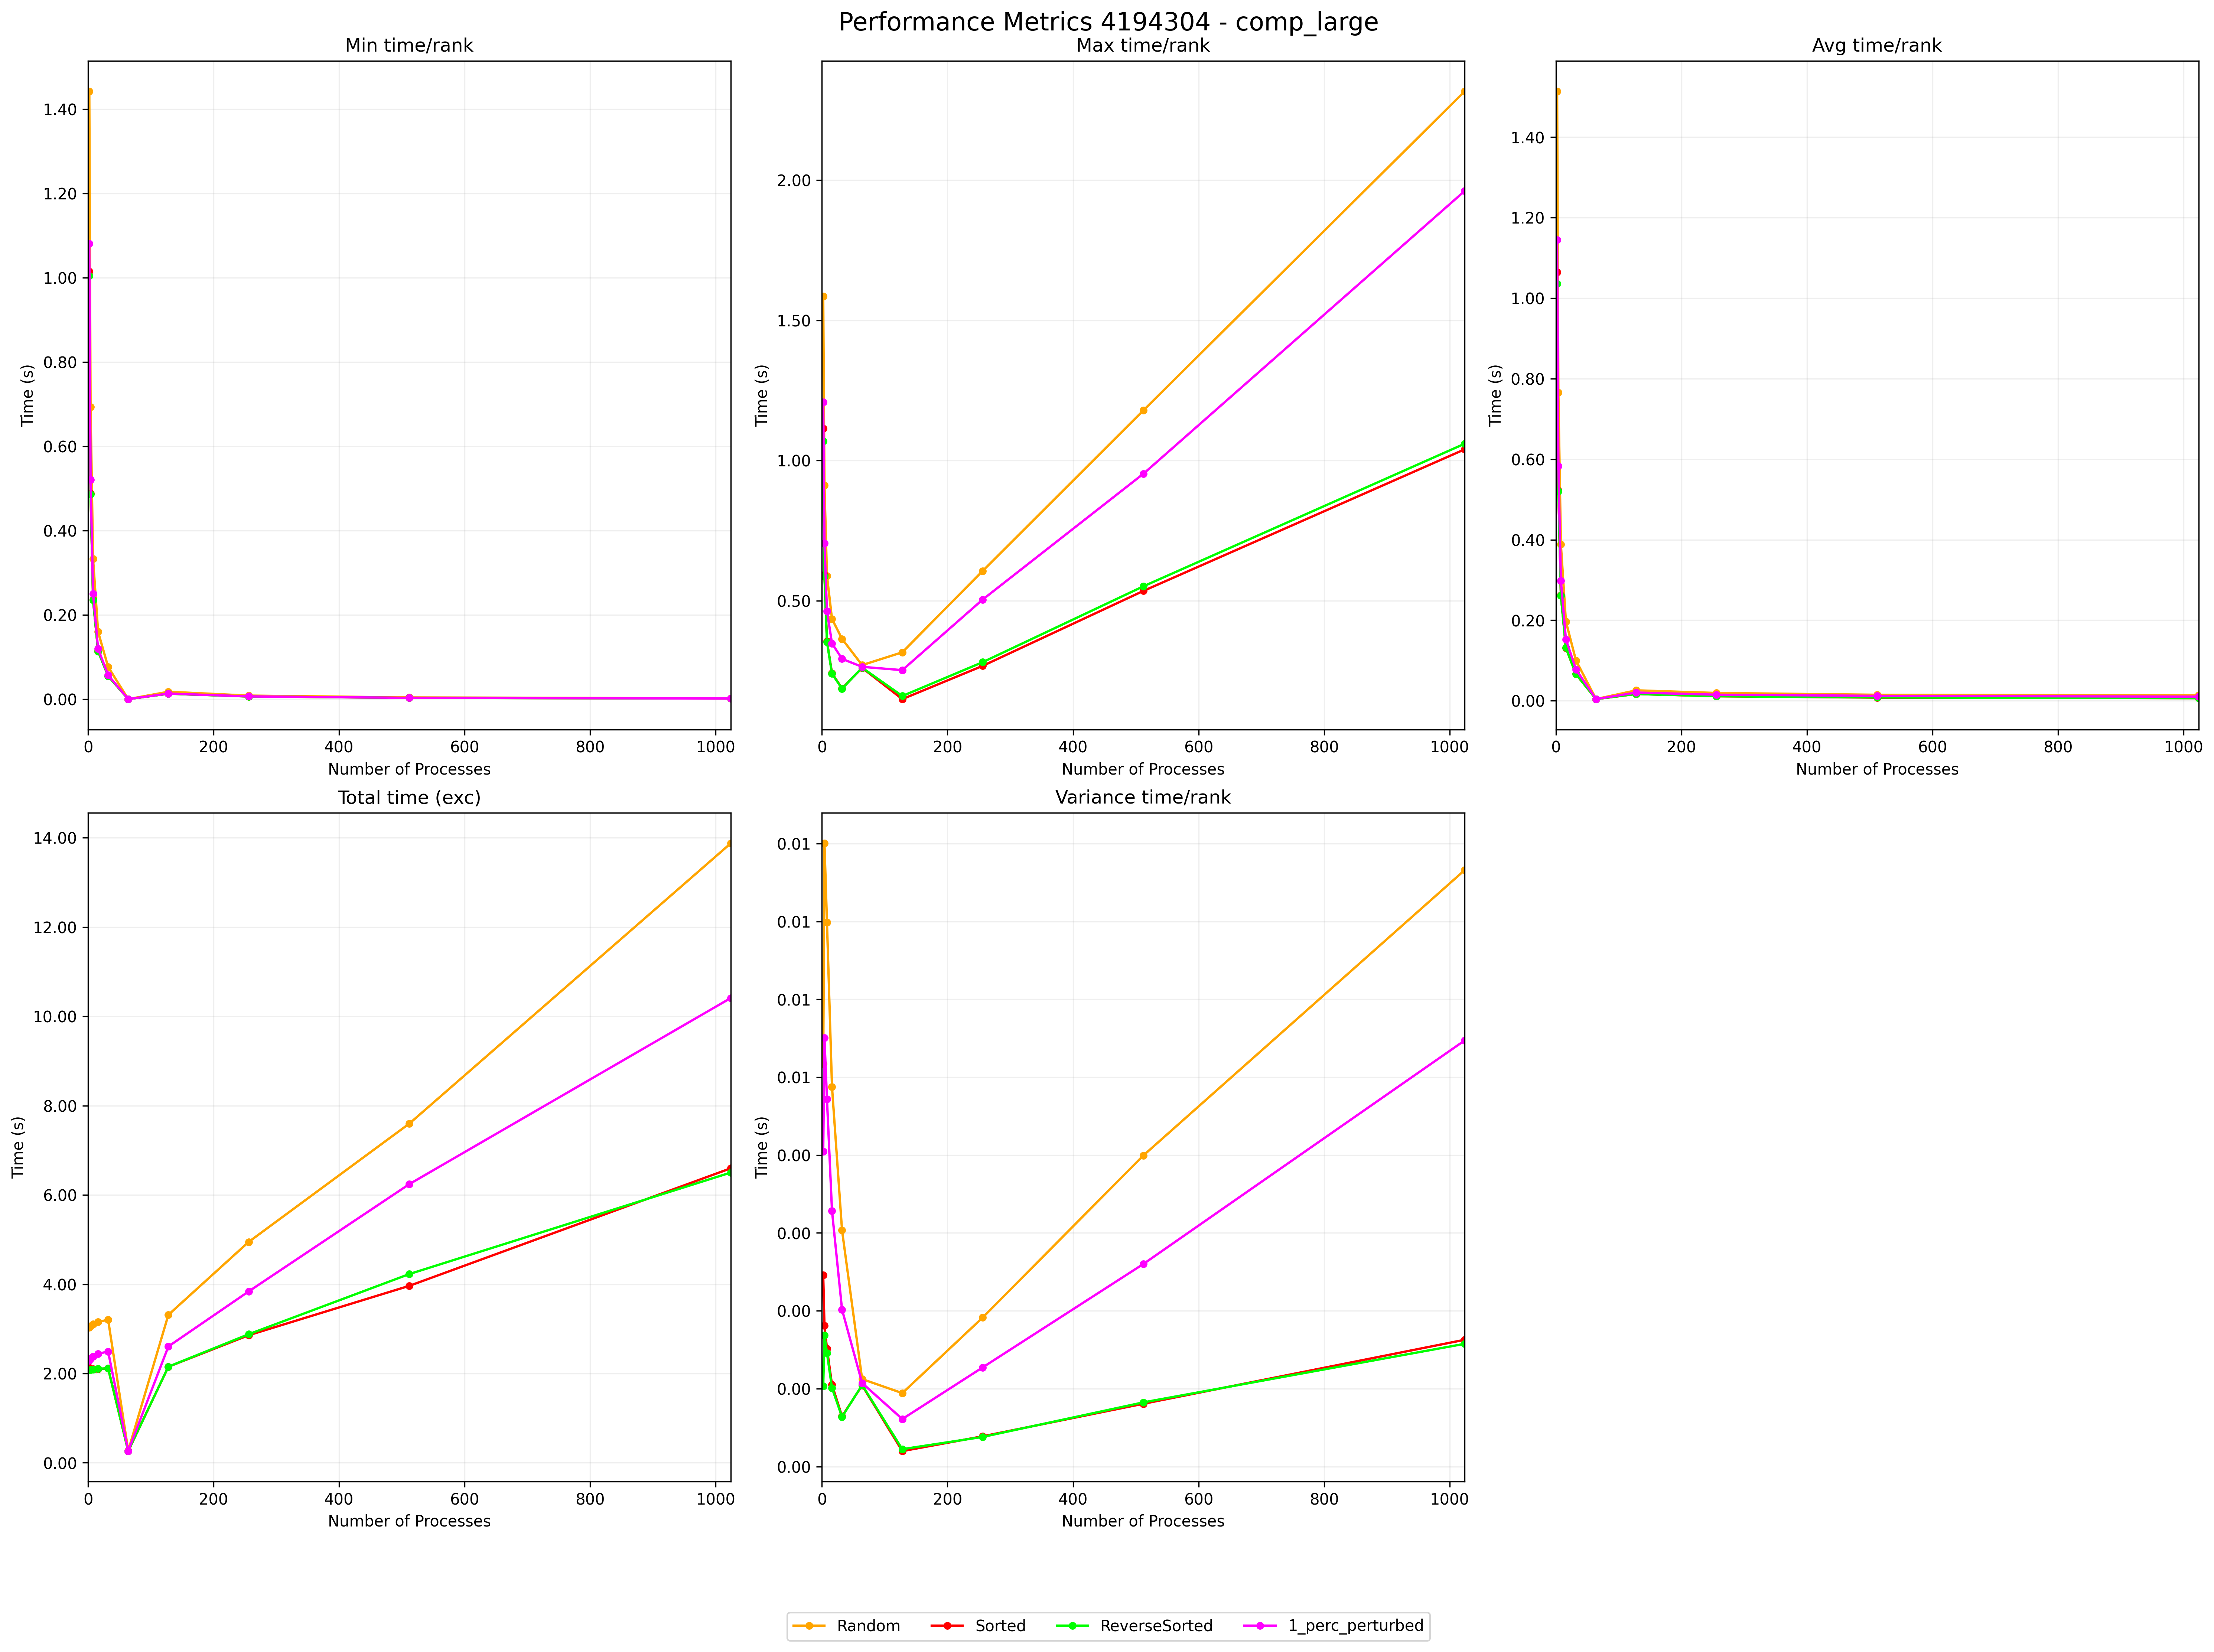 Performance Metrics 4194304 - comp_large
Min time/rank
Time (s)
1.40
1.20
1.00
0.80
0.60
0.40
0.20
0.00
0 200 400 600 800 1000
Number of Processes
Max time/rank
Time (s)
2.00
1.50
1.00
0.50
0 200 400 600 800 1000
Number of Processes
Avg time/rank
Time (s)
1.40
1.20
1.00
0.80
0.60
0.40
0.20
0.00
0 200 400 600 800 1000
Number of Processes
Total time (exc)
Time (s)
14.00
12.00
10.00
8.00
6.00
4.00
2.00
0.00
0 200 400 600 800 1000
Number of Processes
Variance time/rank
Time (s)
0.01
0.01
0.01
0.01
0.00
0.00
0.00
0.00
0.00
0 200 400 600 800 1000
Number of Processes
Random Sorted ReverseSorted 1_perc_perturbed